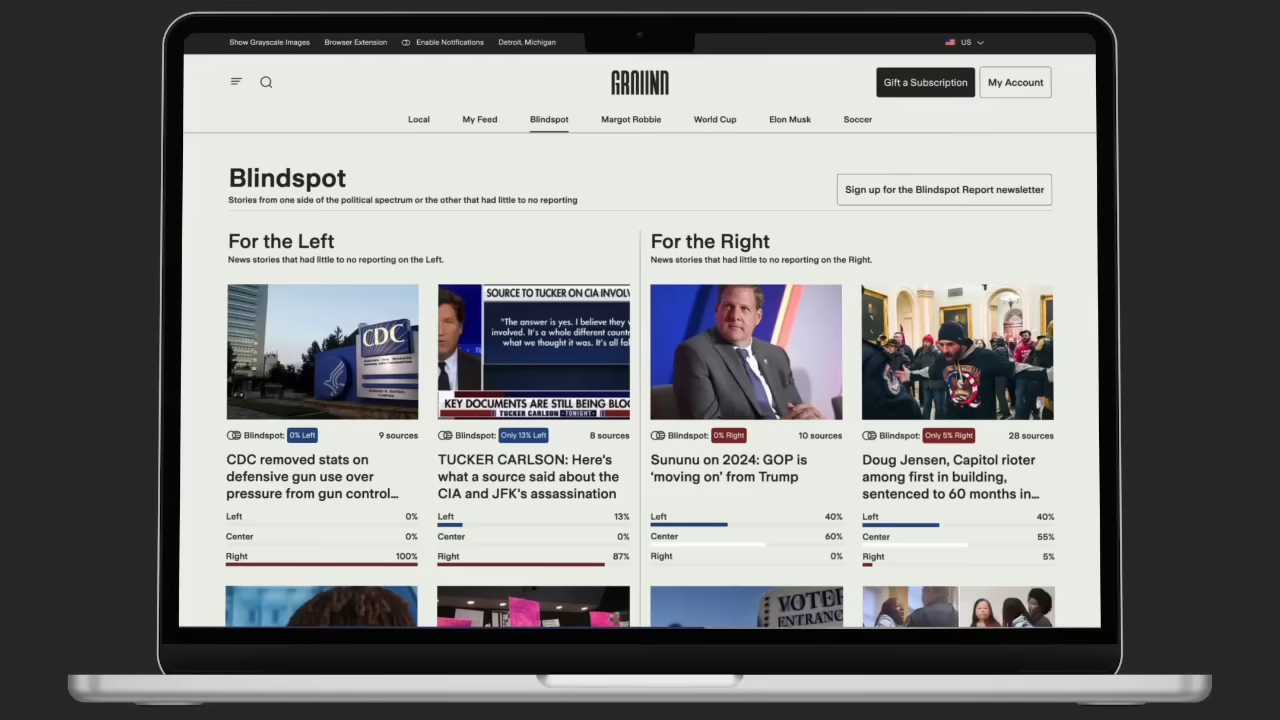 Show Grayscale Images Browser Extension Enable Notifications Detroit, Michigan US
GROUND
Gift a Subscription My Account
Local My Feed Blindspot Margot Robbie World Cup Elon Musk Soccer
Blindspot
Stories from one side of the political spectrum or the other that had little to no reporting
Sign up for the Blindspot Report newsletter
For the Left
News stories that had little to no reporting on the Left.
CDC
Blindspot: 0% Left 9 sources
CDC removed stats on
defensive gun use over
pressure from gun control...
Left 0%
Center 0%
Right 100%
SOURCE TO TUCKER ON CIA INVOLV
"The answer is yes. I believe they
involved. It's a whole different count
what we thought it was. It's all fa
KEY DOCUMENTS ARE STILL BEING BLO
TUCKER CARLSON TONIGHT
Blindspot: Only 13% Left 8 sources
TUCKER CARLSON: Here's
what a source said about the
CIA and JFK's assassination
Left 13%
Center 0%
Right 87%
For the Right
News stories that had little to no reporting on the Right.
Blindspot: 0% Right 10 sources
Sununu on 2024: GOP is
'moving on' from Trump
Left 40%
Center 60%
Right 0%
Blindspot: Only 5% Right 28 sources
Doug Jensen, Capitol rioter
among first in building,
sentenced to 60 months in...
Left 40%
Center 55%
Right 5%
VOTER
ENTRANC